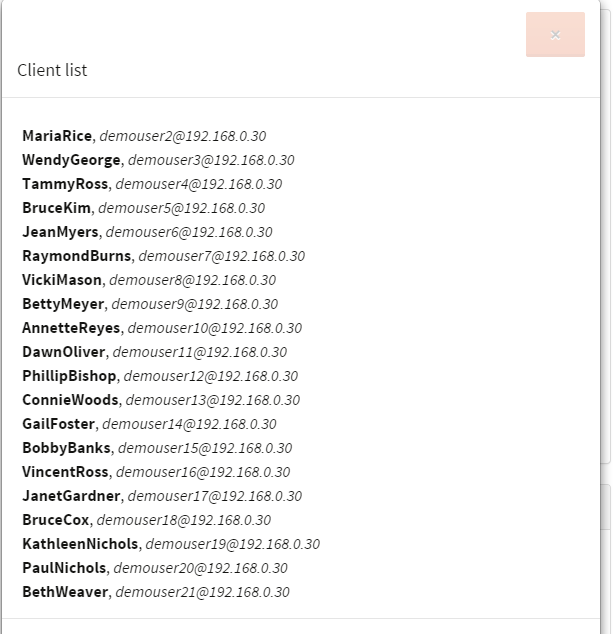 ×
Client list
MariaRice, demouser2@192.168.0.30
WendyGeorge, demouser3@192.168.0.30
TammyRoss, demouser4@192.168.0.30
BruceKim, demouser5@192.168.0.30
JeanMyers, demouser6@192.168.0.30
RaymondBurns, demouser7@192.168.0.30
VickiMason, demouser8@192.168.0.30
BettyMeyer, demouser9@192.168.0.30
AnnetteReyes, demouser10@192.168.0.30
DawnOliver, demouser11@192.168.0.30
PhillipBishop, demouser12@192.168.0.30
ConnieWoods, demouser13@192.168.0.30
GailFoster, demouser14@192.168.0.30
BobbyBanks, demouser15@192.168.0.30
VincentRoss, demouser16@192.168.0.30
JanetGardner, demouser17@192.168.0.30
BruceCox, demouser18@192.168.0.30
KathleenNichols, demouser19@192.168.0.30
PaulNichols, demouser20@192.168.0.30
BethWeaver, demouser21@192.168.0.30